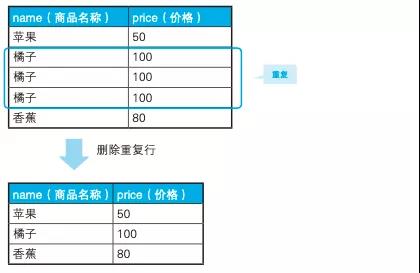 name（商品名称） price（价格）
苹果 50
橘子 100
橘子 100
重复
橘子 100
香蕉 80
删除重复行
name（商品名称） price（价格）
苹果 50
橘子 100
香蕉 80